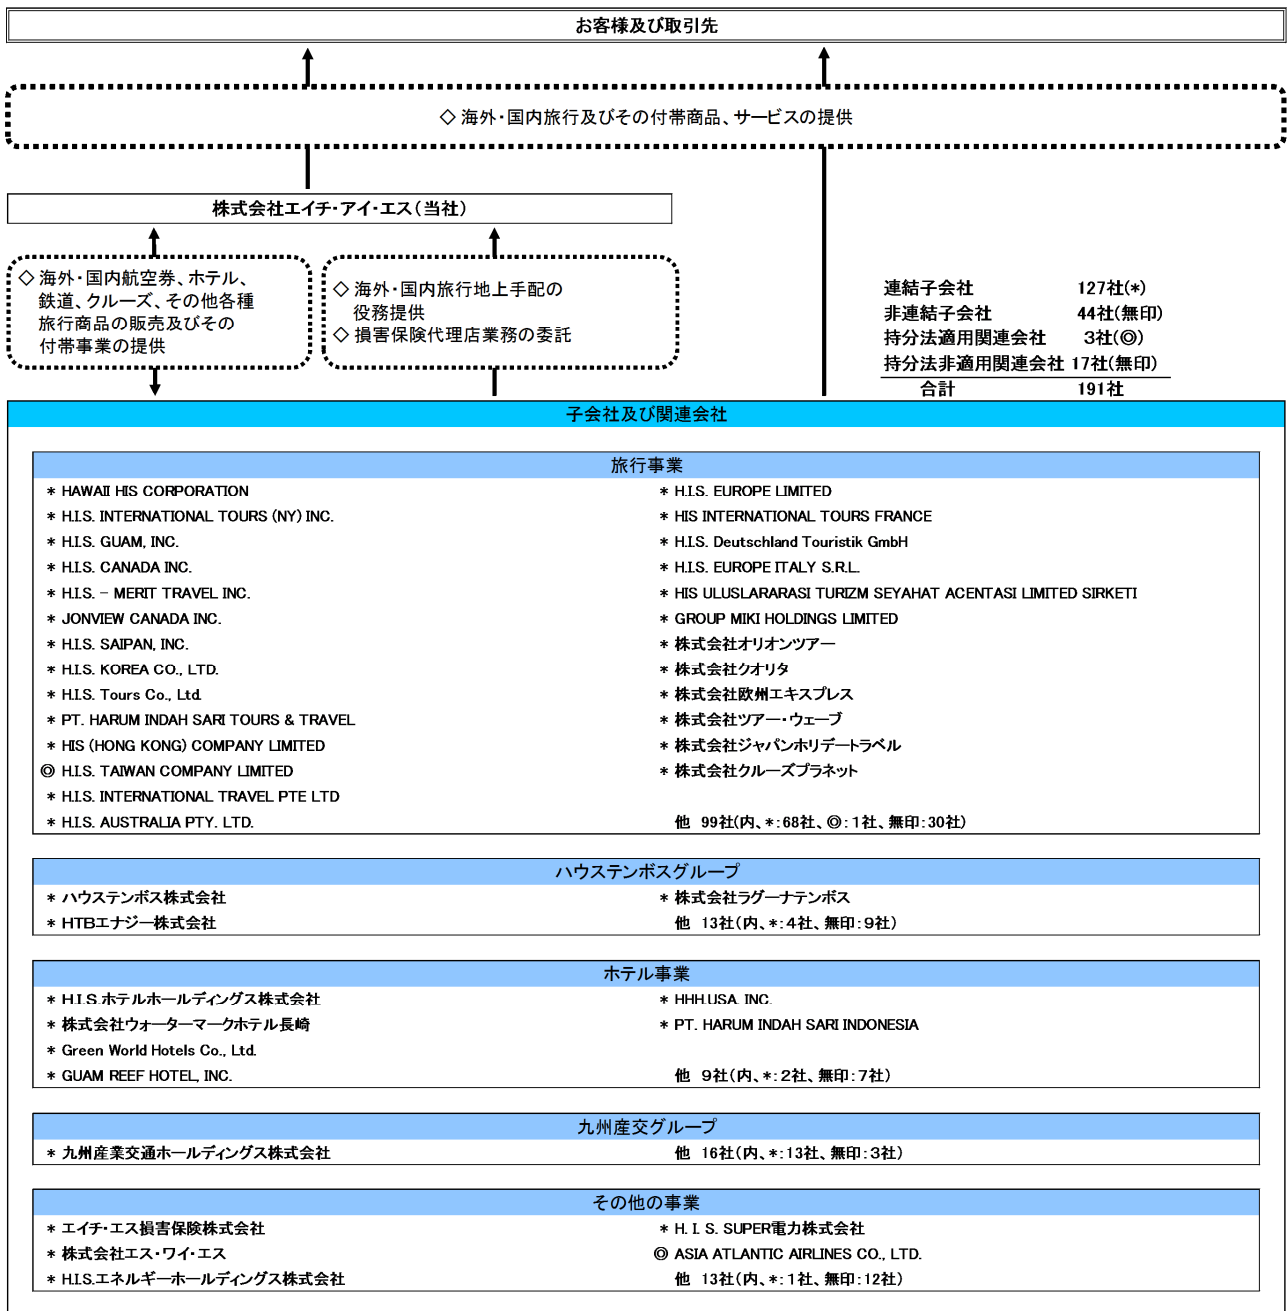 お客様及び取引先
◇ 海外・国内旅行及びその付帯商品、サービスの提供
株式会社エイチ・アイ・エス（当社）
◇ 海外・国内航空券、ホテル、
鉄道、クルーズ、その他各種
旅行商品の販売及びその
付帯事業の提供
◇ 海外・国内旅行地上手配の
役務提供
◇ 損害保険代理店業務の委託
連結子会社 127社(*)
非連結子会社 44社(無印)
持分法適用関連会社 3社(◎)
持分法非適用関連会社 17社(無印)
合計 191社
子会社及び関連会社
旅行事業
* HAWAII HIS CORPORATION
* H.I.S. INTERNATIONAL TOURS (NY) INC.
* H.I.S. GUAM, INC.
* H.I.S. CANADA INC.
* H.I.S. － MERIT TRAVEL INC.
* JONVIEW CANADA INC.
* H.I.S. SAIPAN, INC.
* H.I.S. KOREA CO., LTD.
* H.I.S. Tours Co., Ltd.
* PT. HARUM INDAH SARI TOURS & TRAVEL
* HIS (HONG KONG) COMPANY LIMITED
◎ H.I.S. TAIWAN COMPANY LIMITED
* H.I.S. INTERNATIONAL TRAVEL PTE LTD
* H.I.S. AUSTRALIA PTY. LTD.
* H.I.S. EUROPE LIMITED
* HIS INTERNATIONAL TOURS FRANCE
* H.I.S. Deutschland Touristik GmbH
* H.I.S. EUROPE ITALY S.R.L.
* HIS ULUSLARARASI TURIZM SEYAHAT ACENTASI LIMITED SIRKETI
* GROUP MIKI HOLDINGS LIMITED
* 株式会社オリオンツアー
* 株式会社クオリタ
* 株式会社欧州エキスプレス
* 株式会社ツアー・ウェーブ
* 株式会社ジャパンホリデートラベル
* 株式会社クルーズプラネット
他 99社(内、*:68社、◎:1社、無印:30社)
ハウステンボスグループ
* ハウステンボス株式会社
* HTBエナジー株式会社
* 株式会社ラグーナテンボス
他 13社(内、*:4社、無印:9社)
ホテル事業
* H.I.S.ホテルホールディングス株式会社
* 株式会社ウォーターマークホテル長崎
* Green World Hotels Co., Ltd.
* GUAM REEF HOTEL, INC.
* HHH.USA. INC.
* PT. HARUM INDAH SARI INDONESIA
他 9社(内、*:2社、無印:7社)
九州産交グループ
* 九州産業交通ホールディングス株式会社
他 16社(内、*:13社、無印:3社)
その他の事業
* エイチ・エス損害保険株式会社
* 株式会社エス・ワイ・エス
* H.I.S.エネルギーホールディングス株式会社
* H. I. S. SUPER電力株式会社
◎ ASIA ATLANTIC AIRLINES CO., LTD.
他 13社(内、*:1社、無印:12社)